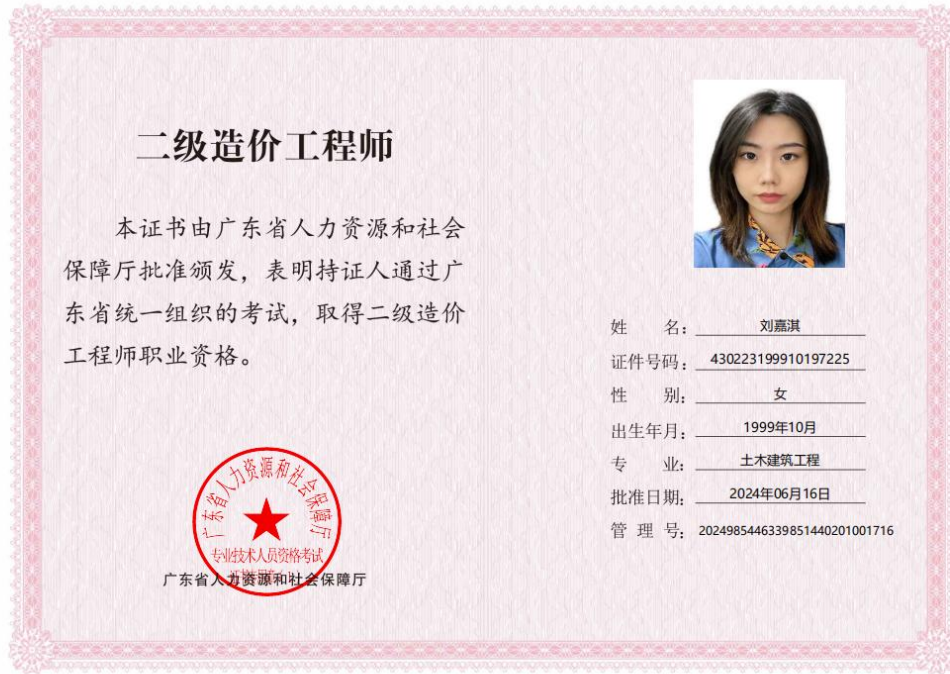 二级造价工程师
本证书由广东省人力资源和社会
保障厅批准颁发，表明持证人通过广
东省统一组织的考试，取得二级造价
工程师职业资格。
广东省人力资源和社会保障厅
专业技术人员资格考试
广东省人力资源和社会保障厅
姓 名：刘嘉淇
证件号码：430223199910197225
性 别：女
出生年月：1999年10月
专 业：土木建筑工程
批准日期：2024年06月16日
管 理 号：20249854463398514402010017​16